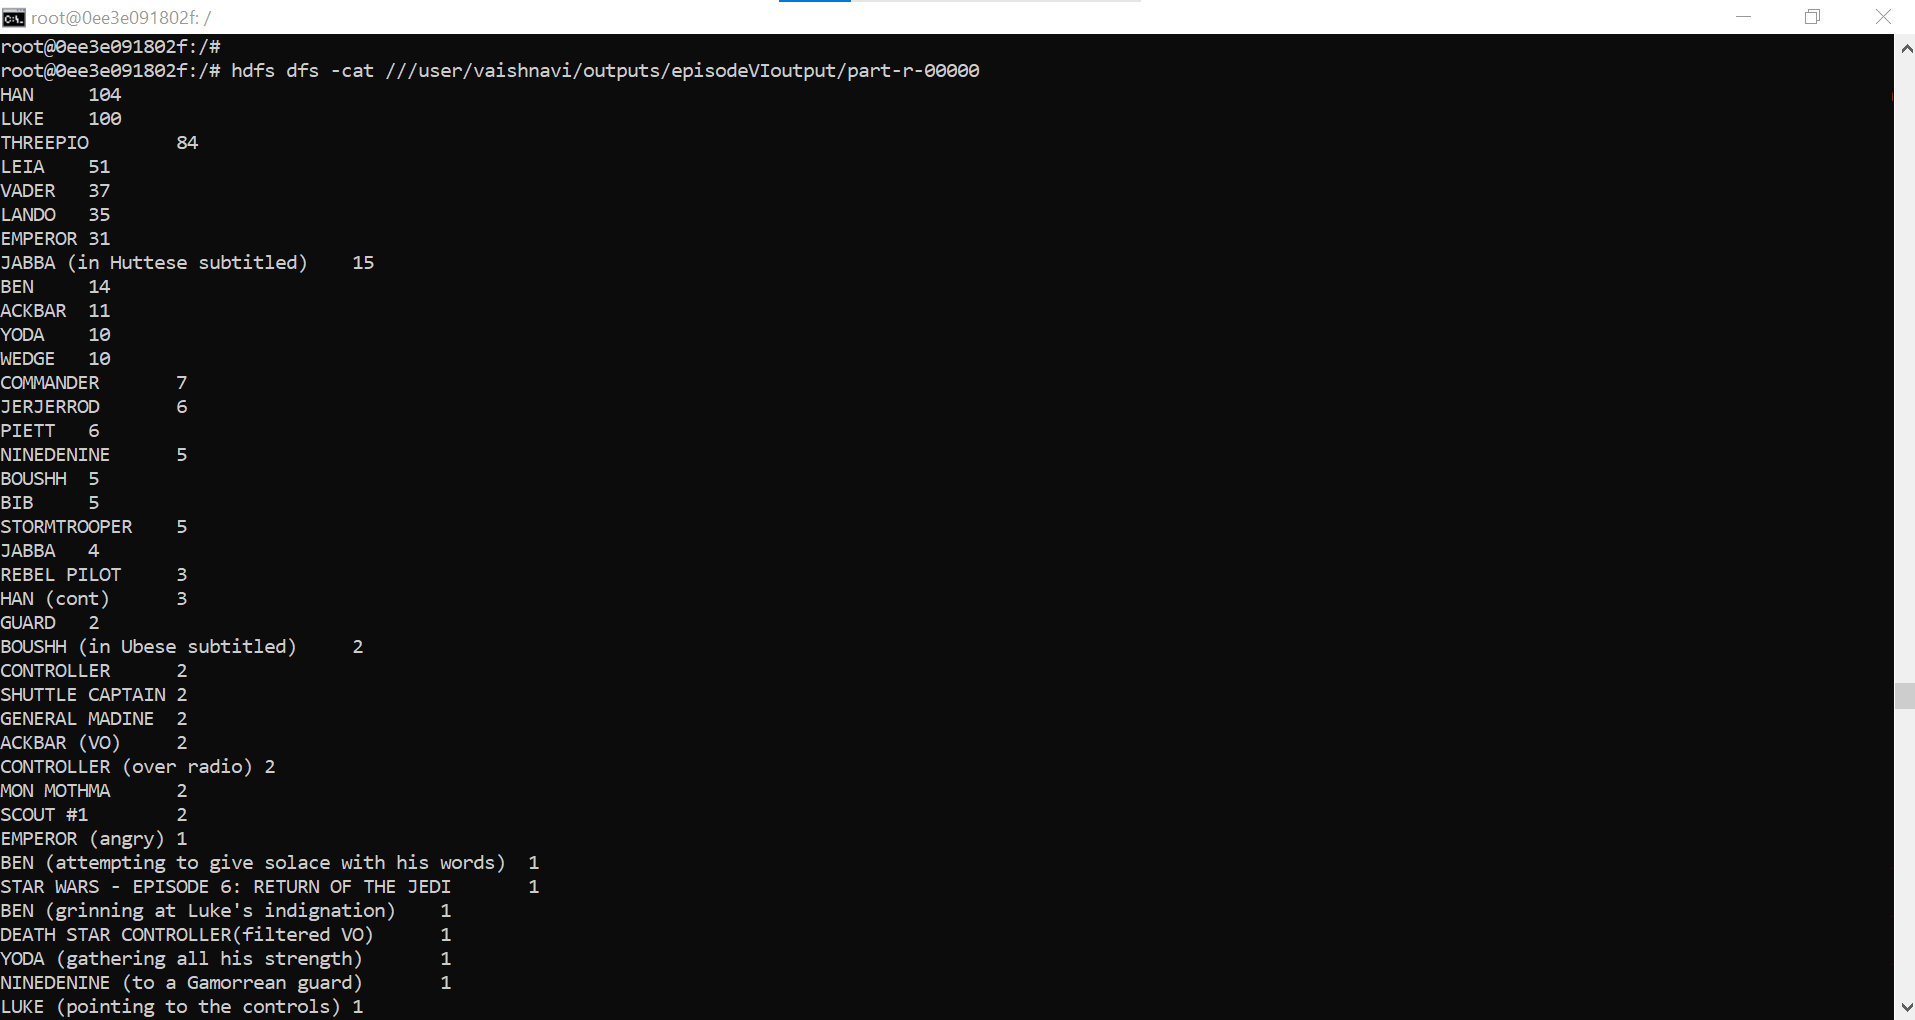 root@0ee3e091802f: /
root@0ee3e091802f:/#
root@0ee3e091802f:/# hdfs dfs -cat ///user/vaishnavi/outputs/episodeVIoutput/part-r-00000
HAN     104
LUKE    100
THREEPIO        84
LEIA    51
VADER   37
LANDO   35
EMPEROR 31
JABBA (in Huttese subtitled)    15
BEN     14
ACKBAR  11
YODA    10
WEDGE   10
COMMANDER       7
JERJERROD       6
PIETT   6
NINEDENINE      5
BOUSHH  5
BIB     5
STORMTROOPER    5
JABBA   4
REBEL PILOT     3
HAN (cont)      3
GUARD   2
BOUSHH (in Ubese subtitled)     2
CONTROLLER      2
SHUTTLE CAPTAIN 2
GENERAL MADINE  2
ACKBAR (VO)     2
CONTROLLER (over radio) 2
MON MOTHMA      2
SCOUT #1        2
EMPEROR (angry) 1
BEN (attempting to give solace with his words)  1
STAR WARS - EPISODE 6: RETURN OF THE JEDI       1
BEN (grinning at Luke's indignation)    1
DEATH STAR CONTROLLER(filtered VO)      1
YODA (gathering all his strength)       1
NINEDENINE (to a Gamorrean guard)       1
LUKE (pointing to the controls) 1